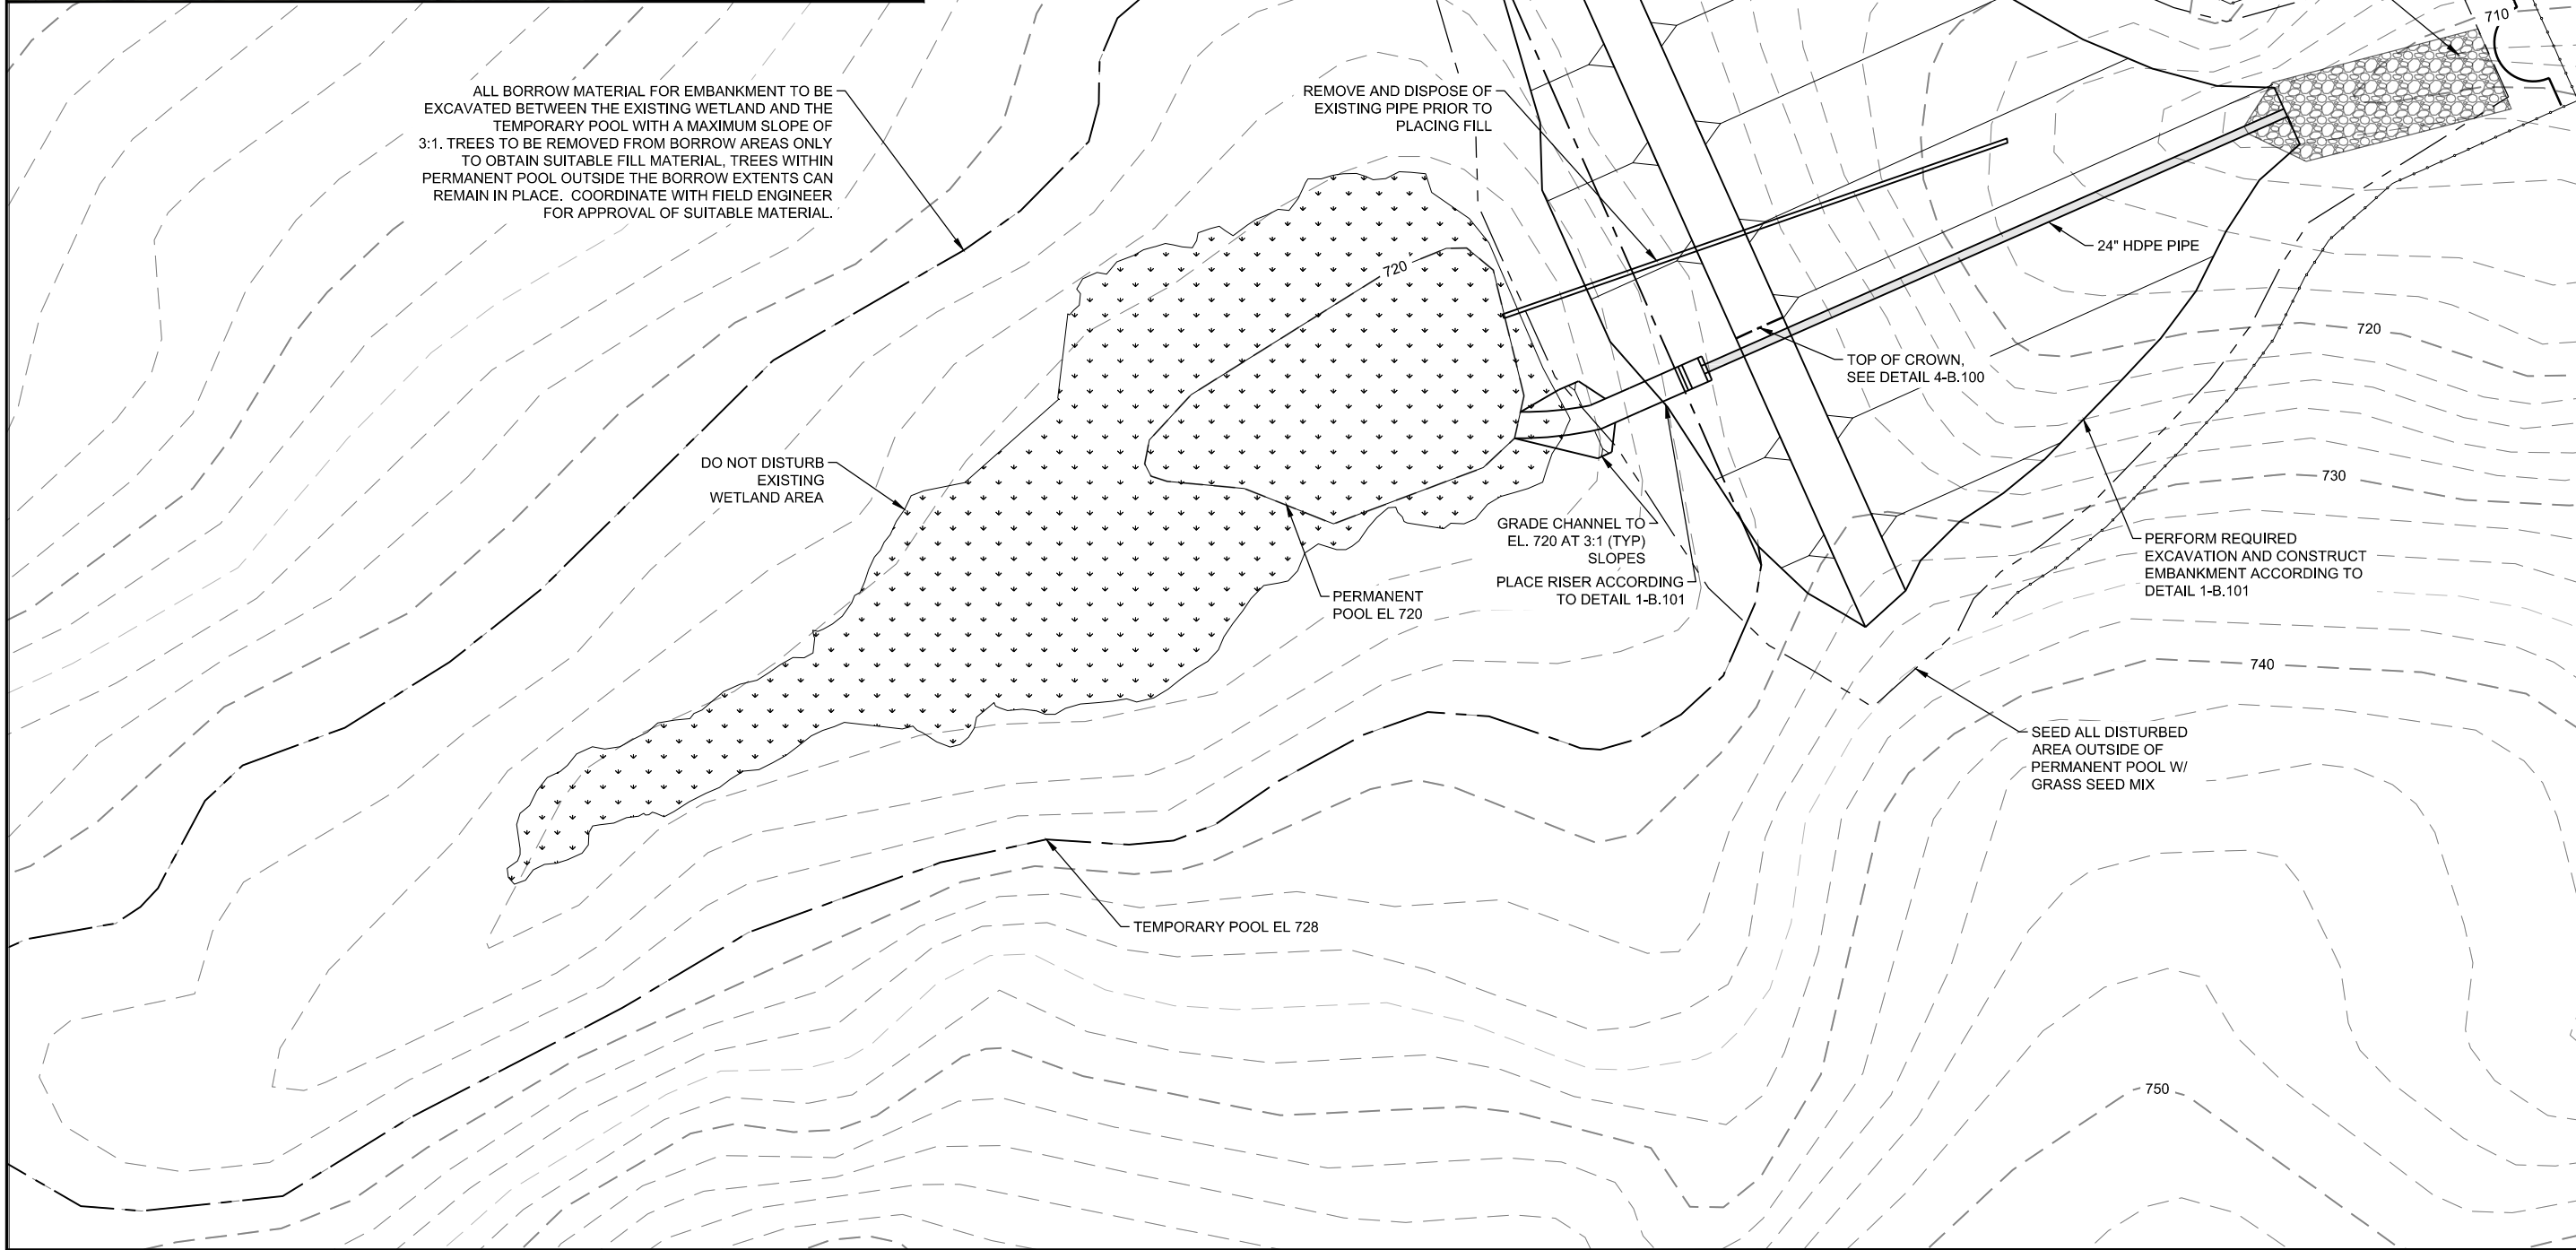 710
ALL BORROW MATERIAL FOR EMBANKMENT TO BE
EXCAVATED BETWEEN THE EXISTING WETLAND AND THE
TEMPORARY POOL WITH A MAXIMUM SLOPE OF
3:1. TREES TO BE REMOVED FROM BORROW AREAS ONLY
TO OBTAIN SUITABLE FILL MATERIAL, TREES WITHIN
PERMANENT POOL OUTSIDE THE BORROW EXTENTS CAN
REMAIN IN PLACE. COORDINATE WITH FIELD ENGINEER
FOR APPROVAL OF SUITABLE MATERIAL.
REMOVE AND DISPOSE OF
EXISTING PIPE PRIOR TO
PLACING FILL
24" HDPE PIPE
720
720
TOP OF CROWN,
SEE DETAIL 4-B.100
DO NOT DISTURB
EXISTING
WETLAND AREA
730
GRADE CHANNEL TO
EL. 720 AT 3:1 (TYP)
SLOPES
PLACE RISER ACCORDING
TO DETAIL 1-B.101
PERFORM REQUIRED
EXCAVATION AND CONSTRUCT
EMBANKMENT ACCORDING TO
DETAIL 1-B.101
PERMANENT
POOL EL 720
740
SEED ALL DISTURBED
AREA OUTSIDE OF
PERMANENT POOL W/
GRASS SEED MIX
TEMPORARY POOL EL 728
750